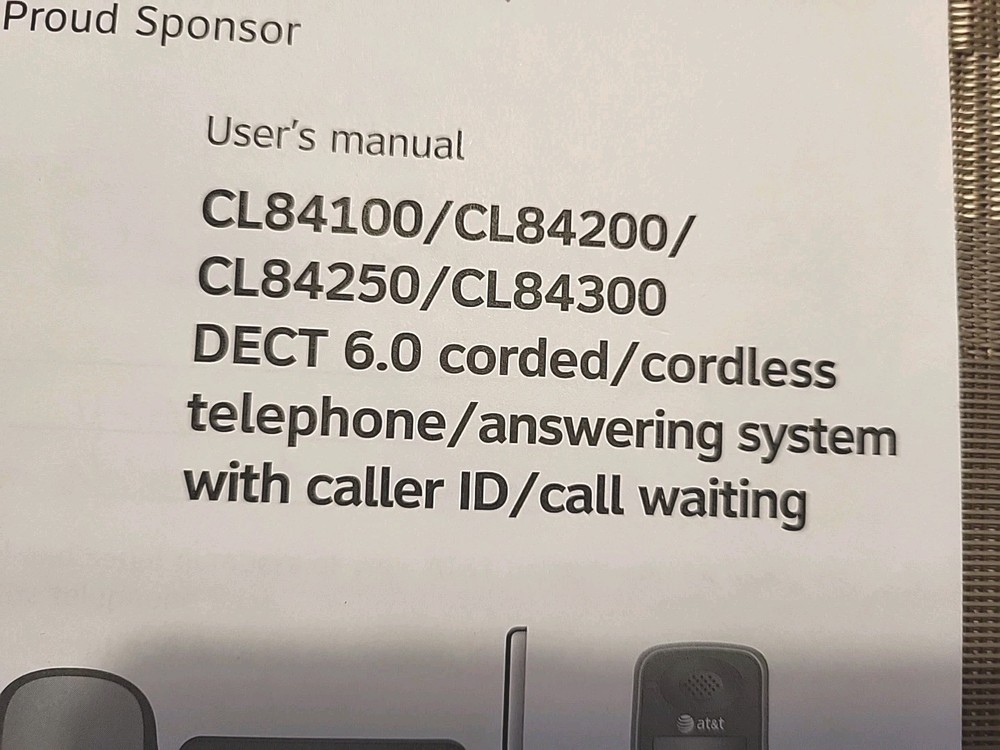 Proud Sponsor
User's manual
CL84100/CL84200/
CL84250/CL84300
DECT 6.0 corded/cordless
telephone/answering system
with caller ID/call waiting
at&t